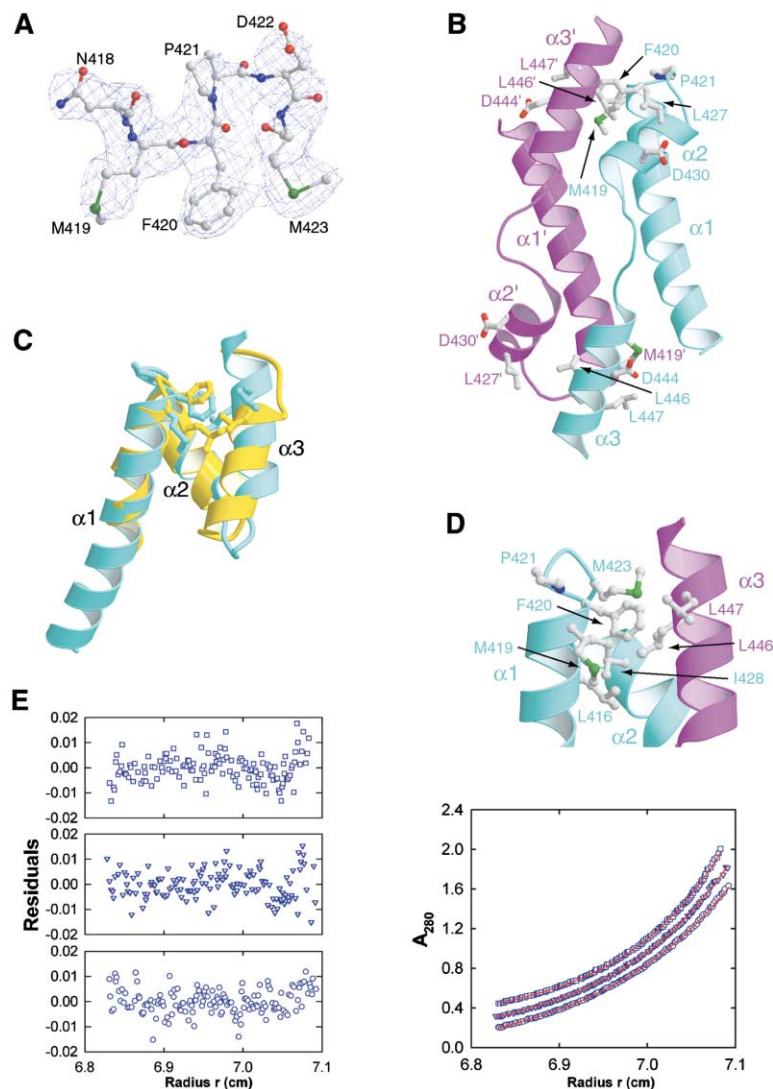 A
D422
P421
N418
M419
F420
M423
B
α3'
F420
L447'
P421
L446'
D444'
L427
α2
M419
D430
α1'
α1
α2'
D430'
M419'
D444
L427'
L446
L447
α3
C
α3
α2
α1
D
P421
M423
α3
F420
L447
M419
L446
α1
I428
L416
α2
E
0.02
0.01
0.00
-0.01
0.02
0.01
0.00
-0.01
0.02
0.01
0.00
-0.01
-0.02
Residuals
6.8 6.9 7.0 7.1
Radius r (cm)
2.4
2.0
1.6
1.2
0.8
0.4
0.0
A280
6.8 6.9 7.0 7.1
Radius r (cm)